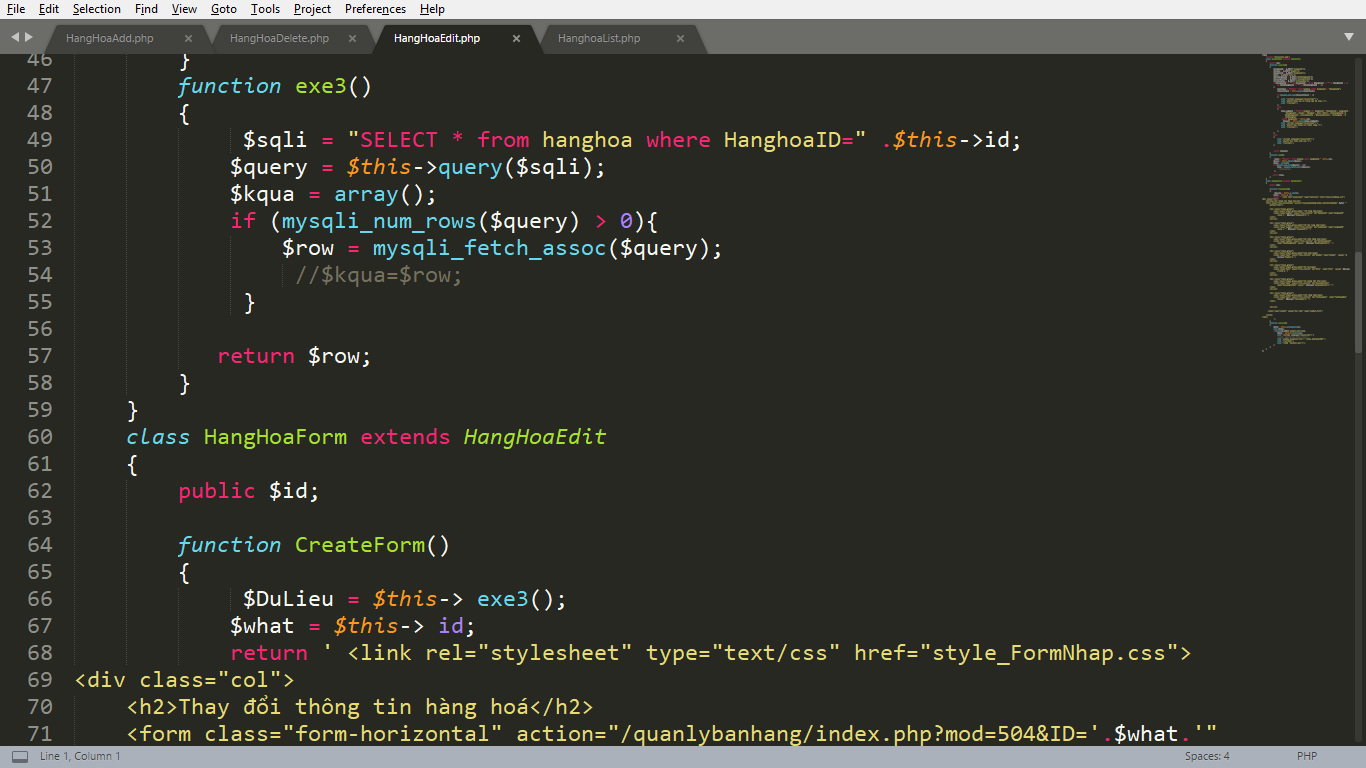 File Edit Selection Find View Goto Tools Project Preferences Help
HangHoaAdd.php × HangHoaDelete.php × HangHoaEdit.php × HanghoaList.php ×
46 }
47 function exe3()
48 {
49 $sqli = "SELECT * from hanghoa where HanghoaID=" .$this->id;
50 $query = $this->query($sqli);
51 $kqua = array();
52 if (mysqli_num_rows($query) > 0){
53 $row = mysqli_fetch_assoc($query);
54 //$kqua=$row;
55 }
56
57 return $row;
58 }
59 }
60 class HangHoaForm extends HangHoaEdit
61 {
62 public $id;
63
64 function CreateForm()
65 {
66 $DuLieu = $this-> exe3();
67 $what = $this-> id;
68 return ' <link rel="stylesheet" type="text/css" href="style_FormNhap.css">
69 <div class="col">
70 <h2>Thay đổi thông tin hàng hoá</h2>
71 <form class="form-horizontal" action="/quanlybanhang/index.php?mod=504&ID='.$what.'"
Line 1, Column 1 Spaces: 4 PHP